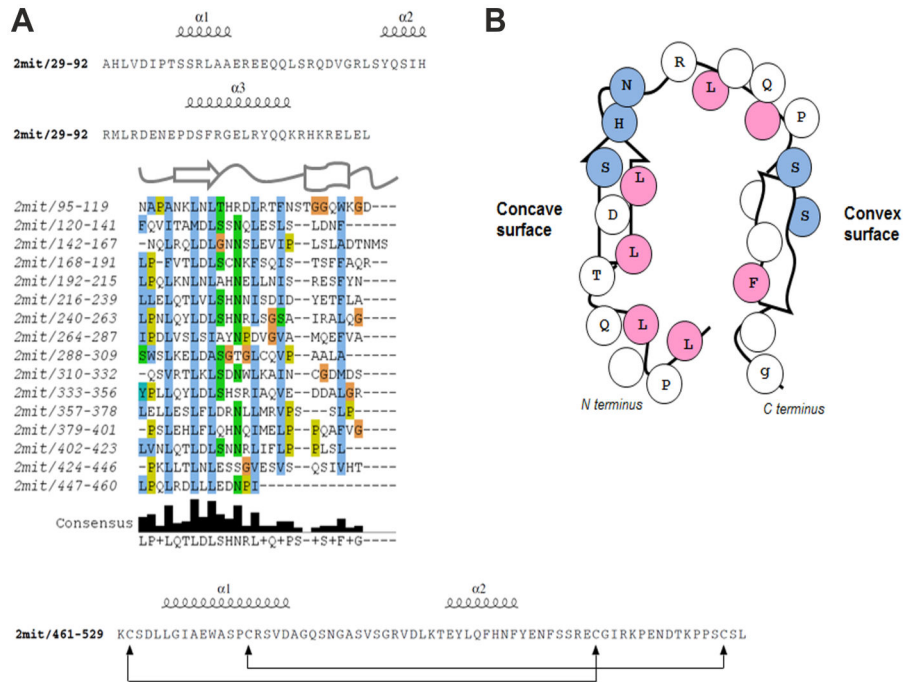 A
B
α1 α2
2mit/29-92 AHLVDIPTSSRLAAEREEQQLSRQDVGRLSYQSIH
α3
2mit/29-92 RMLRDENEPDSFRGELRYQQKRHKRELEL
2mit/95-119 NAPANKLNLTHRDLRTFNSTGGQWKGD---
2mit/120-141 FQVITAMDLSSNQLESLS--LDNF------
2mit/142-167 -NQLRQLDLGNNSLEVIP--LSLADTNMS-
2mit/168-191 LP-FVTLDLSCNKFSQIS--TSFFAQR---
2mit/192-215 LPQLKNLNLAHNELLNIS--RESFYN----
2mit/216-239 LLELQTLVLSHNNISDID--YETFLA----
2mit/240-263 LPNLQYLDLSHNRLSGSA--IRALQG----
2mit/264-287 IPDLVSLSIAYNPDVGVA--MQEFVA----
2mit/288-309 SWSLKELDASGTGLCQVP--AALA------
2mit/310-332 -QSVRTLKLSDNWLKAIN--CGDMDS----
2mit/333-356 YPLLQYLDLSHSRIAQVE--DDALGR----
2mit/357-378 LELLESLFLDRNLLMRVPS---SLP-----
2mit/379-401 -PSLEHLFLQHNQIMELP--PQAFVG----
2mit/402-423 LVNLQTLDLSNNRLIFLP--PLSL------
2mit/424-446 -PKLLTLNLESSGVESVS--QSIVHT----
2mit/447-460 LPQLRDLLLEDNPI----------------
Consensus
LP+LQTLDLSHNRL+Q+PS--+S+F+G----
R
N L Q
H P
S S
L
D S
L
T F
Q L L
P g
Concave
surface
Convex
surface
N terminus
C terminus
α1 α2
2mit/461-529 KCSDLLGIAEWASPCRSVDAGQSNGASVSGRVDLKTEYLQFHNFYENFSSRECGIRKPENDTKPPSCSL